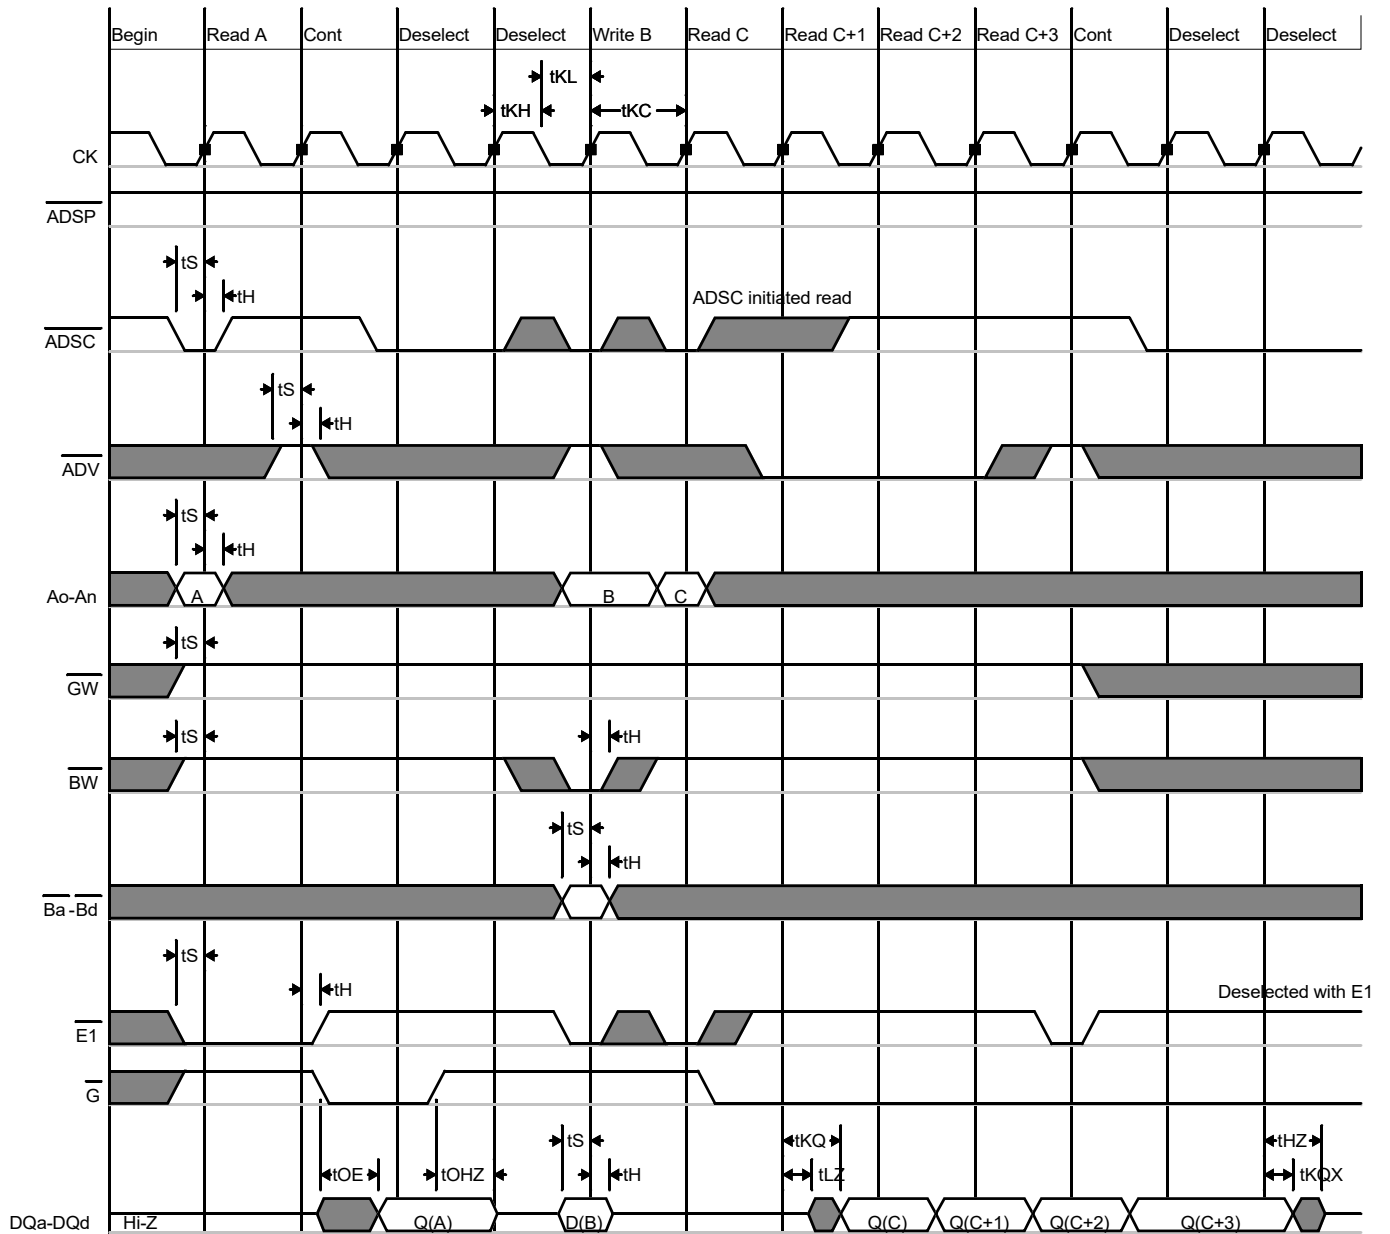 Begin Read A Cont Deselect Deselect Write B Read C Read C+1 Read C+2 Read C+3 Cont Deselect Deselect
tKL
tKH tKC
CK
ADSP
tS
tH
ADSC initiated read
ADSC
tS
tH
ADV
tS
tH
Ao-An A B C
tS
GW
tS tH
BW
tS
tH
Ba-Bd
tS
tH
Deselected with E1
E1
G
tS tKQ tHZ
tOE tOHZ tH tLZ tKQX
DQa-DQd Hi-Z Q(A) D(B) Q(C) Q(C+1) Q(C+2) Q(C+3)